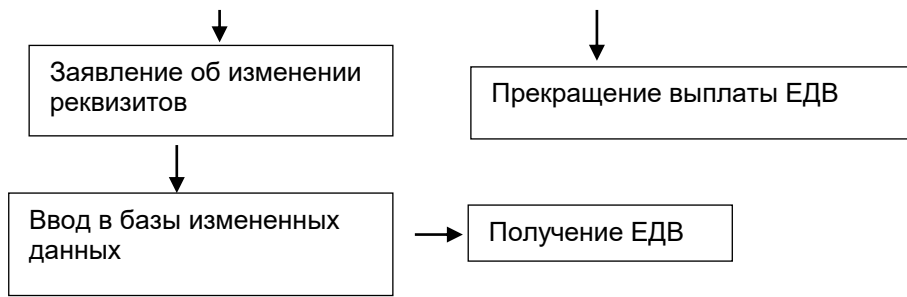 Заявление об изменении
реквизитов
Прекращение выплаты ЕДВ
Ввод в базы измененных
данных
Получение ЕДВ